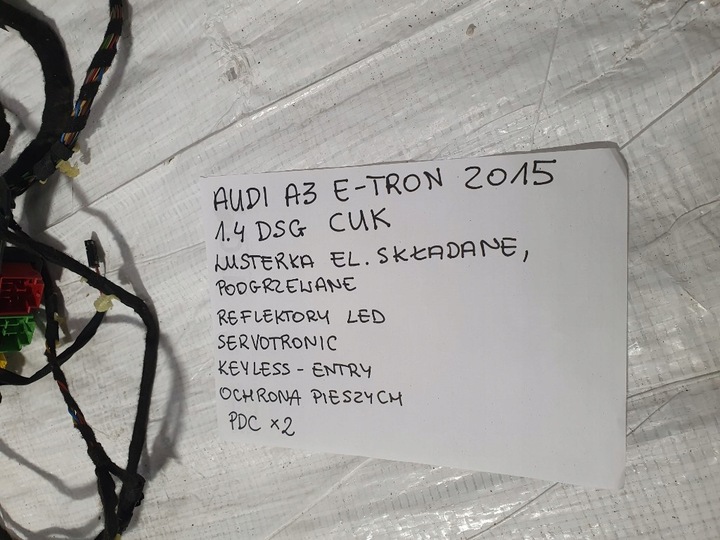 AUDI A3 E-TRON 2015
1.4 DSG CUK
LUSTERKA EL. SKŁADANE,
PODGRZEWANE
REFLEKTORY LED
SERVOTRONIC
KEYLESS - ENTRY
OCHRONA PIESZYCH
PDC x2